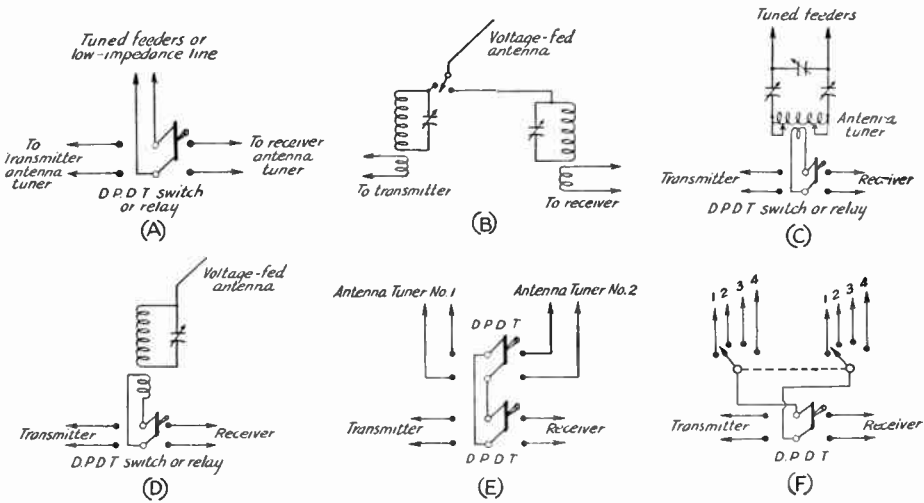 Tuned feeders or
low-impedance line
To
Transmitter
antenna
tuner
To receiver
antenna
tuner
D.P.D.T switch
or relay
(A)
Voltage-fed
antenna
To transmitter
To receiver
(B)
Tuned feeders
Antenna
tuner
Transmitter
Receiver
DPDT switch or relay
(C)
Voltage-fed
antenna
Transmitter
Receiver
D.P.D.T switch or relay
(D)
Antenna Tuner No.1
Antenna Tuner No.2
D P D T
Transmitter
Receiver
D P D T
(E)
1 2 3 4
1 2 3 4
Transmitter
Receiver
D.P.D T
(F)